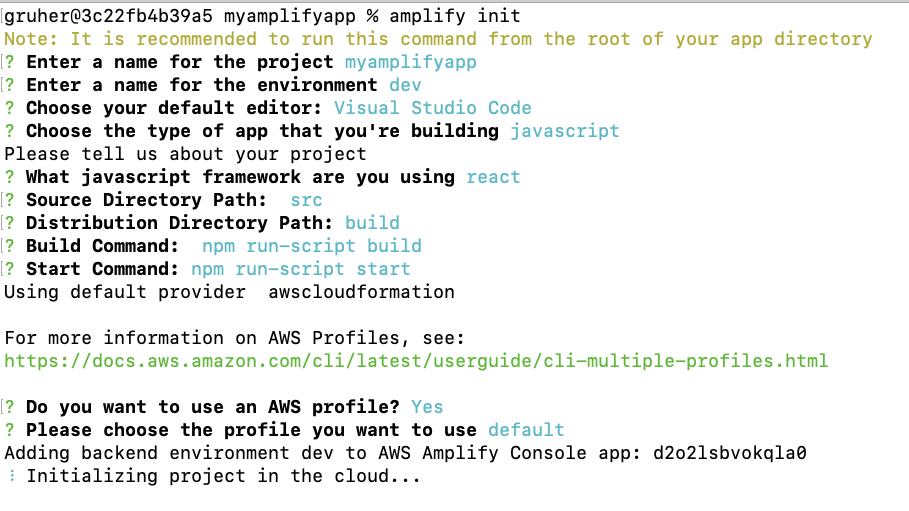 gruher@3c22fb4b39a5 myamplifyapp % amplify init
Note: It is recommended to run this command from the root of your app directory
? Enter a name for the project myamplifyapp
? Enter a name for the environment dev
? Choose your default editor: Visual Studio Code
? Choose the type of app that you're building javascript
Please tell us about your project
? What javascript framework are you using react
? Source Directory Path:  src
? Distribution Directory Path: build
? Build Command:  npm run-script build
? Start Command: npm run-script start
Using default provider  awscloudformation
For more information on AWS Profiles, see:
https://docs.aws.amazon.com/cli/latest/userguide/cli-multiple-profiles.html
? Do you want to use an AWS profile? Yes
? Please choose the profile you want to use default
Adding backend environment dev to AWS Amplify Console app: d2o2lsbvokqla0
⠸ Initializing project in the cloud...